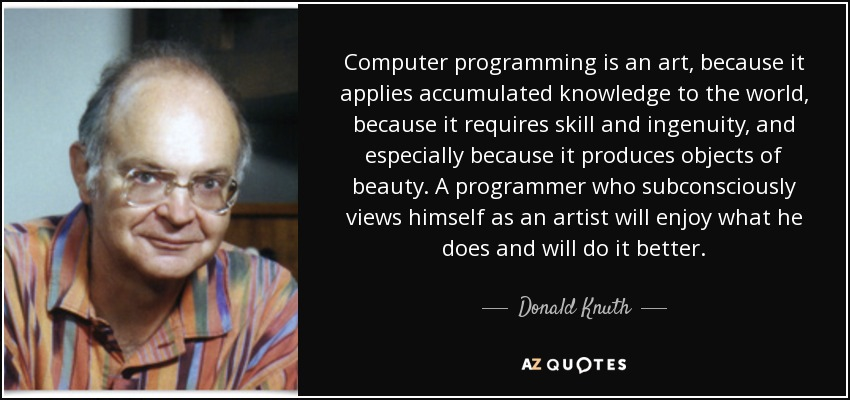 Computer programming is an art, because it
applies accumulated knowledge to the world,
because it requires skill and ingenuity, and
especially because it produces objects of
beauty. A programmer who subconsciously
views himself as an artist will enjoy what he
does and will do it better.
Donald Knuth
AZ QUOTES